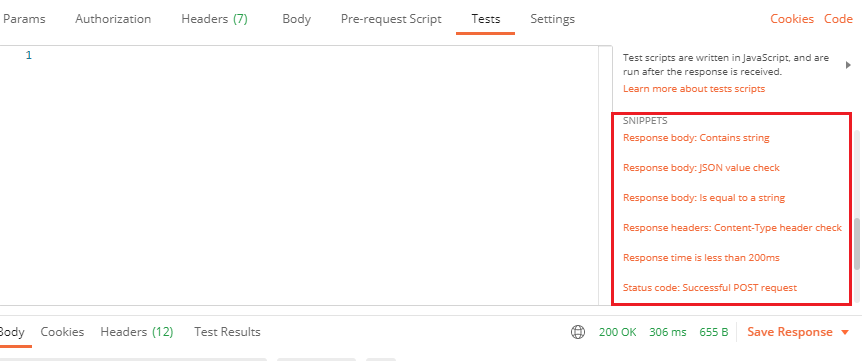 Params Authorization Headers (7) Body Pre-request Script Tests Settings Cookies Code
1
Test scripts are written in JavaScript, and are
run after the response is received.
Learn more about tests scripts
SNIPPETS
Response body: Contains string
Response body: JSON value check
Response body: Is equal to a string
Response headers: Content-Type header check
Response time is less than 200ms
Status code: Successful POST request
Body Cookies Headers (12) Test Results 200 OK 306 ms 655 B Save Response